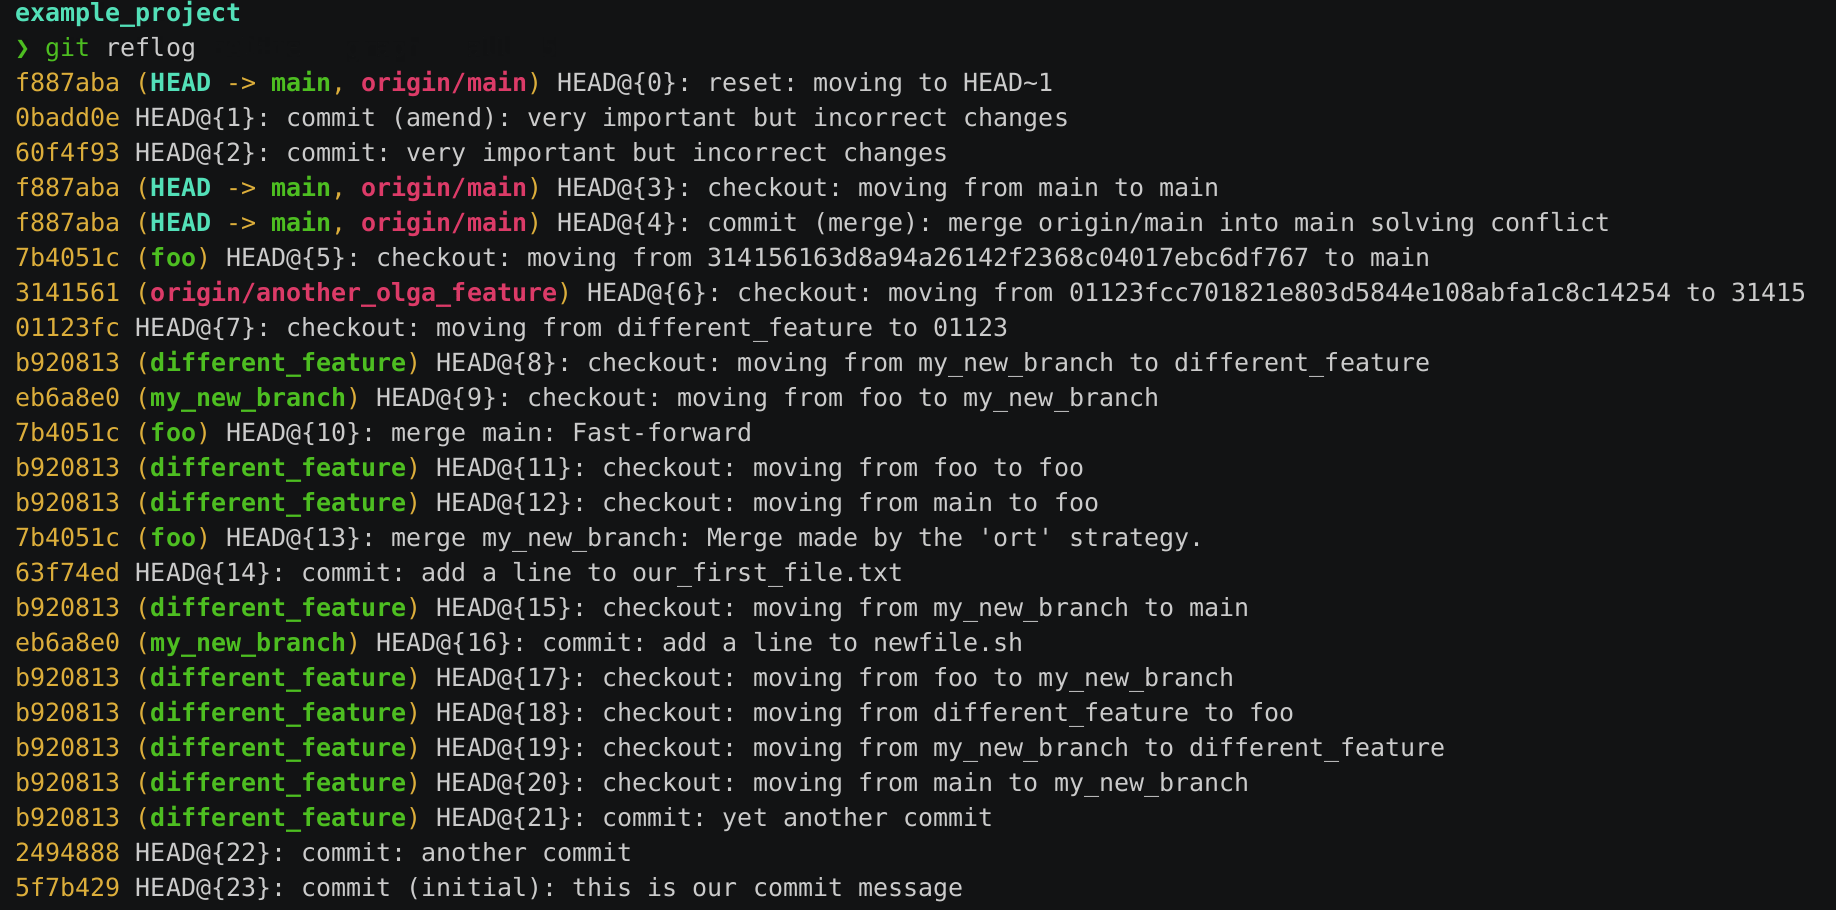 example_project
❯ git reflog
f887aba (HEAD -> main, origin/main) HEAD@{0}: reset: moving to HEAD~1
0badd0e HEAD@{1}: commit (amend): very important but incorrect changes
60f4f93 HEAD@{2}: commit: very important but incorrect changes
f887aba (HEAD -> main, origin/main) HEAD@{3}: checkout: moving from main to main
f887aba (HEAD -> main, origin/main) HEAD@{4}: commit (merge): merge origin/main into main solving conflict
7b4051c (foo) HEAD@{5}: checkout: moving from 314156163d8a94a26142f2368c04017ebc6df767 to main
3141561 (origin/another_olga_feature) HEAD@{6}: checkout: moving from 01123fcc701821e803d5844e108abfa1c8c14254 to 31415
01123fc HEAD@{7}: checkout: moving from different_feature to 01123
b920813 (different_feature) HEAD@{8}: checkout: moving from my_new_branch to different_feature
eb6a8e0 (my_new_branch) HEAD@{9}: checkout: moving from foo to my_new_branch
7b4051c (foo) HEAD@{10}: merge main: Fast-forward
b920813 (different_feature) HEAD@{11}: checkout: moving from foo to foo
b920813 (different_feature) HEAD@{12}: checkout: moving from main to foo
7b4051c (foo) HEAD@{13}: merge my_new_branch: Merge made by the 'ort' strategy.
63f74ed HEAD@{14}: commit: add a line to our_first_file.txt
b920813 (different_feature) HEAD@{15}: checkout: moving from my_new_branch to main
eb6a8e0 (my_new_branch) HEAD@{16}: commit: add a line to newfile.sh
b920813 (different_feature) HEAD@{17}: checkout: moving from foo to my_new_branch
b920813 (different_feature) HEAD@{18}: checkout: moving from different_feature to foo
b920813 (different_feature) HEAD@{19}: checkout: moving from my_new_branch to different_feature
b920813 (different_feature) HEAD@{20}: checkout: moving from main to my_new_branch
b920813 (different_feature) HEAD@{21}: commit: yet another commit
2494888 HEAD@{22}: commit: another commit
5f7b429 HEAD@{23}: commit (initial): this is our commit message